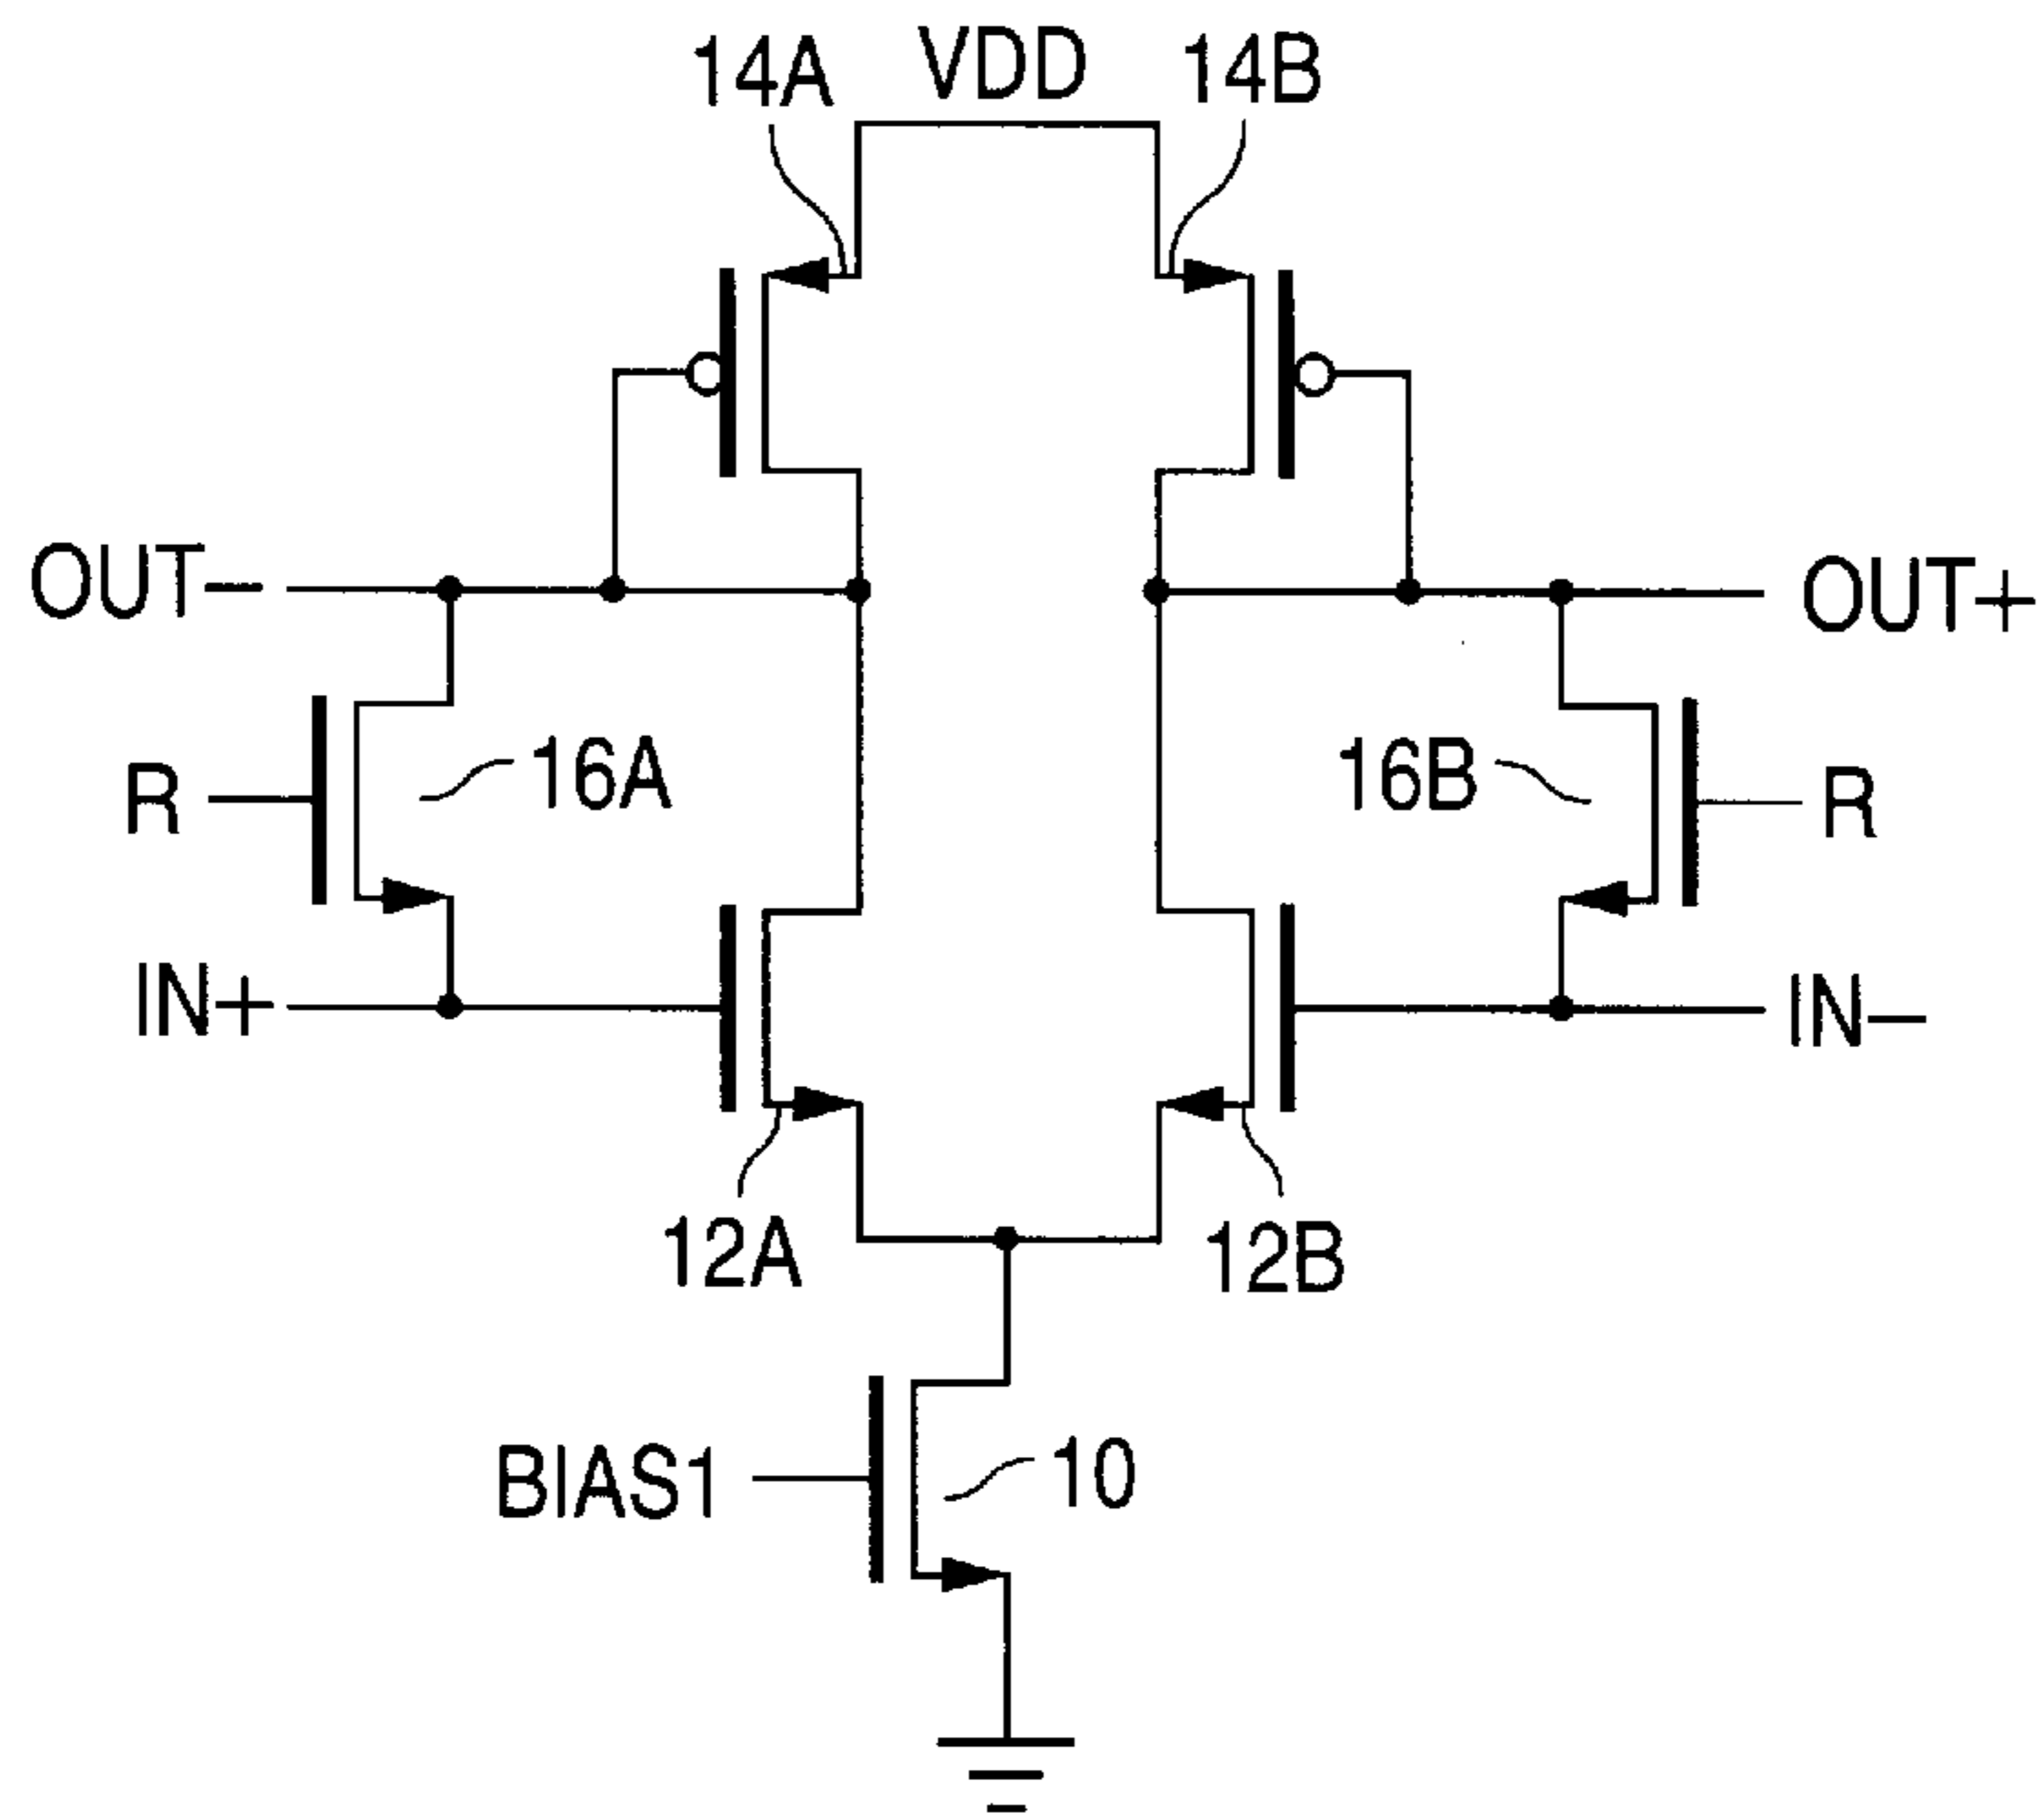 14A VDD 14B
OUT− OUT+
16A 16B
R R
IN+ IN−
12A 12B
BIAS1 10